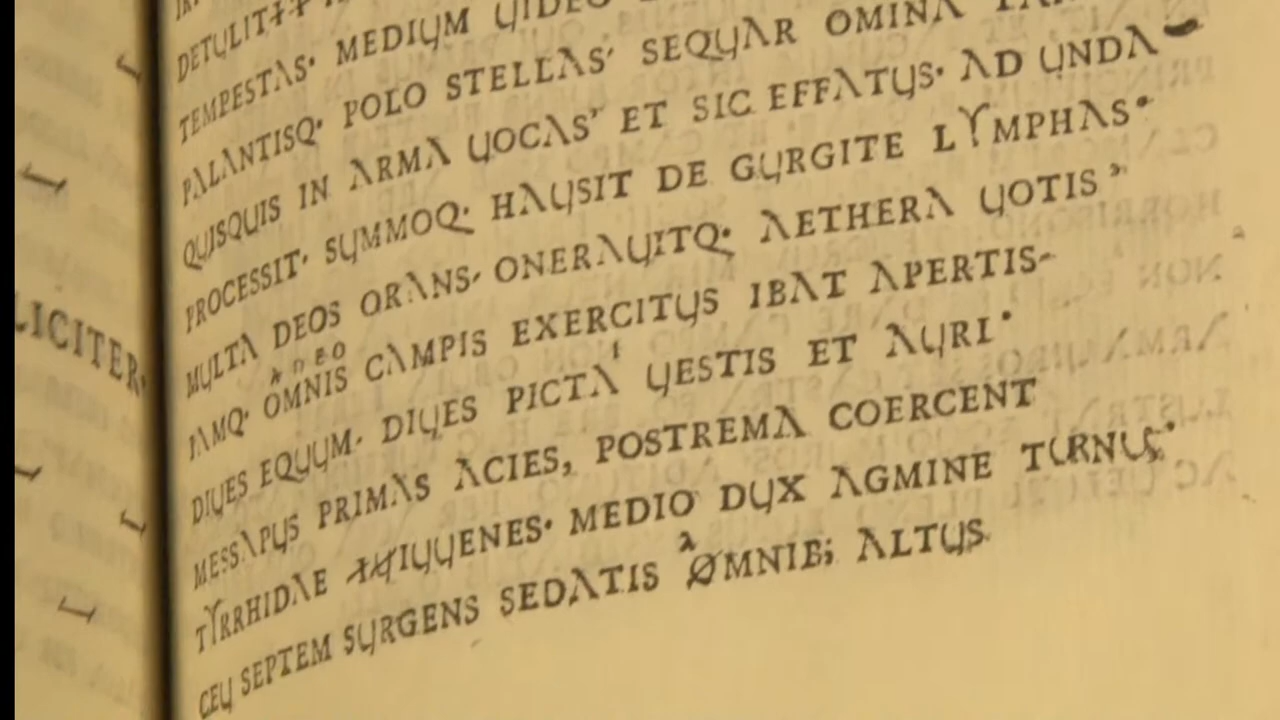 LICITER·
DETULIT
TEMPESTAS· MEDIUM UIDEO
PALANTISQ· POLO STELLAS· SEQUAR OMINA
QUISQUIS IN ARMA UOCAS' ET SIC EFFATUS· AD UNDA
PROCESSIT· SUMMOQ· HAUSIT DE GURGITE LYMPHAS·
MULTA DEOS ORANS· ONERAUITQ· AETHERA UOTIS
IAMQ· OMNIS CAMPIS EXERCITUS IBAT APERTIS-
DIUES EQUUM· DIUES PICTA I UESTIS ET AURI·
MESSAPUS PRIMAS ACIES, POSTREMA COERCENT
TYRRHIDAE IUUENES· MEDIO DUX AGMINE TURNUS·
CEU SEPTEM SURGENS SEDATIS OMNIB; ALTUS